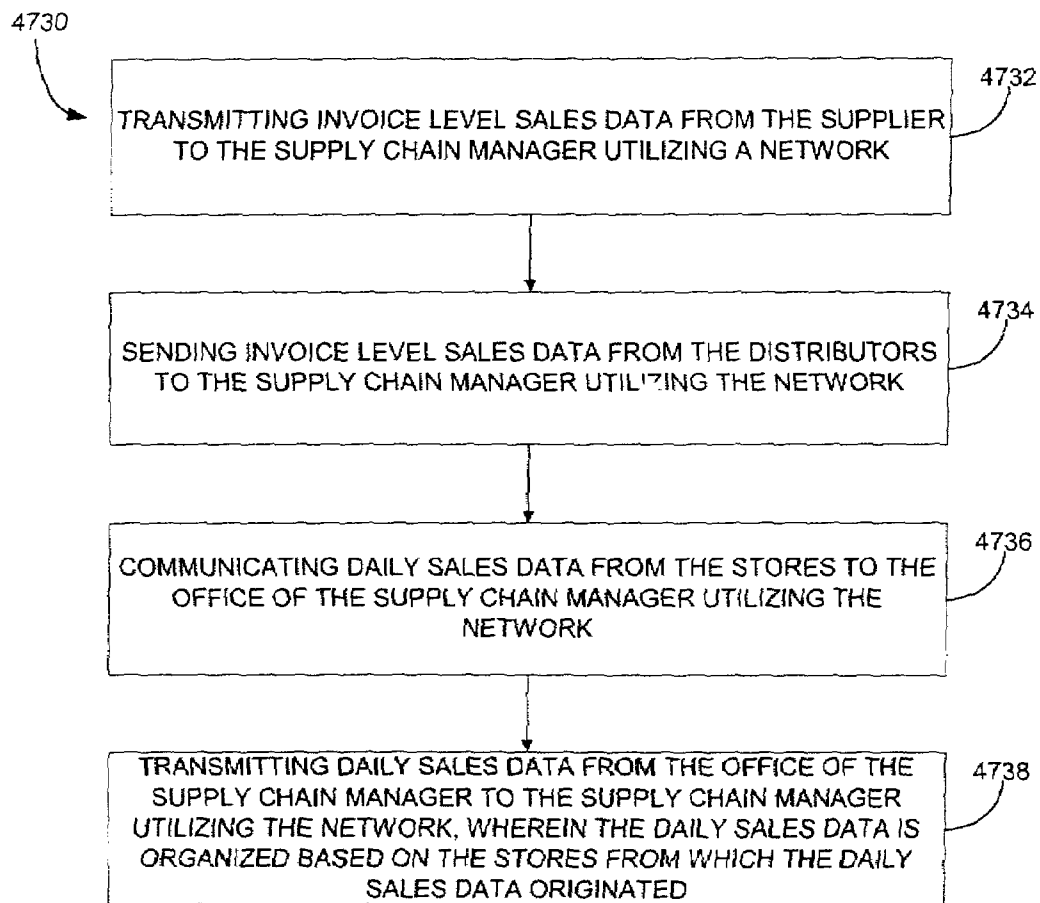 4730
4732
TRANSMITTING INVOICE LEVEL SALES DATA FROM THE SUPPLIER
TO THE SUPPLY CHAIN MANAGER UTILIZING A NETWORK
4734
SENDING INVOICE LEVEL SALES DATA FROM THE DISTRIBUTORS
TO THE SUPPLY CHAIN MANAGER UTILIZING THE NETWORK
4736
COMMUNICATING DAILY SALES DATA FROM THE STORES TO THE
OFFICE OF THE SUPPLY CHAIN MANAGER UTILIZING THE
NETWORK
4738
TRANSMITTING DAILY SALES DATA FROM THE OFFICE OF THE
SUPPLY CHAIN MANAGER TO THE SUPPLY CHAIN MANAGER
UTILIZING THE NETWORK, WHEREIN THE DAILY SALES DATA IS
ORGANIZED BASED ON THE STORES FROM WHICH THE DAILY
SALES DATA ORIGINATED